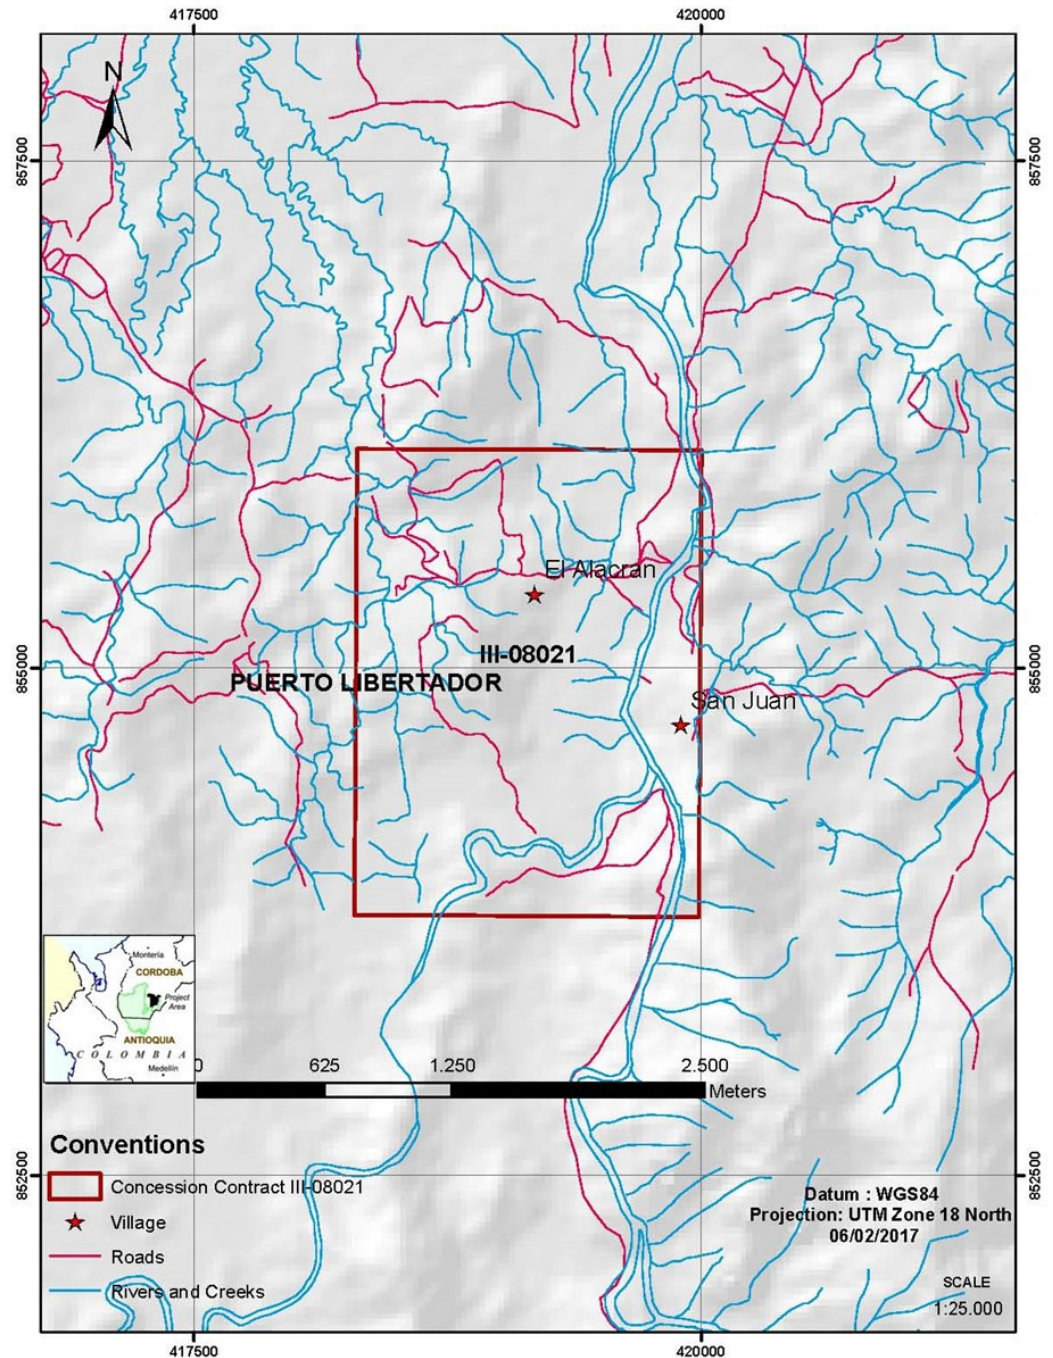 417500
420000
N
857500
857500
El Alacran
III-08021
855000
855000
PUERTO LIBERTADOR
San Juan
Montería
CORDOBA
Project
Area
ANTIOQUIA
COLOMBIA
Medellín
0
625
1.250
2.500
Meters
Conventions
Concession Contract III-08021
Village
Roads
Rivers and Creeks
852500
852500
Datum : WGS84
Projection: UTM Zone 18 North
06/02/2017
SCALE
1:25.000
417500
420000